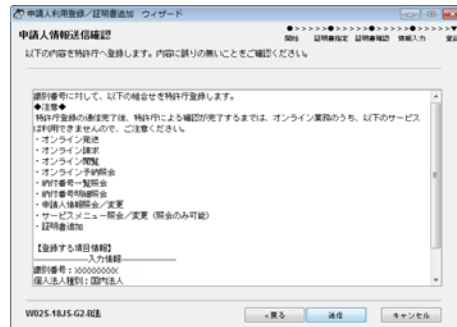 申請人利用登録/証明書追加 ウィザード
申請人情報送信確認
●>>>>>●>>>>>●>>>>>●>>>>>▼
開始 証明書指定 証明書確認 情報入力
以下の内容を特許庁へ登録します。内容に誤りの無いことをご確認ください。
識別番号に対して、以下の組合せを特許庁登録します。
◆注意◆
特許庁登録の通信完了後、特許庁による確認が完了するまでは、オンライン業務のうち、以下のサービス
は利用できませんので、ご注意ください。
・オンライン発送
・オンライン請求
・オンライン閲覧
・オンライン予納照会
・納付番号一覧照会
・納付番号明細照会
・申請人情報照会/変更
・サービスメニュー照会/変更（照会のみ可能）
・証明書追加
【登録する項目情報】
----------入力情報----------
識別番号：XXXXXXXXX
個人法人種別：国内法人
W02S-18JS-G2-R法
<戻る 送信 キャンセル